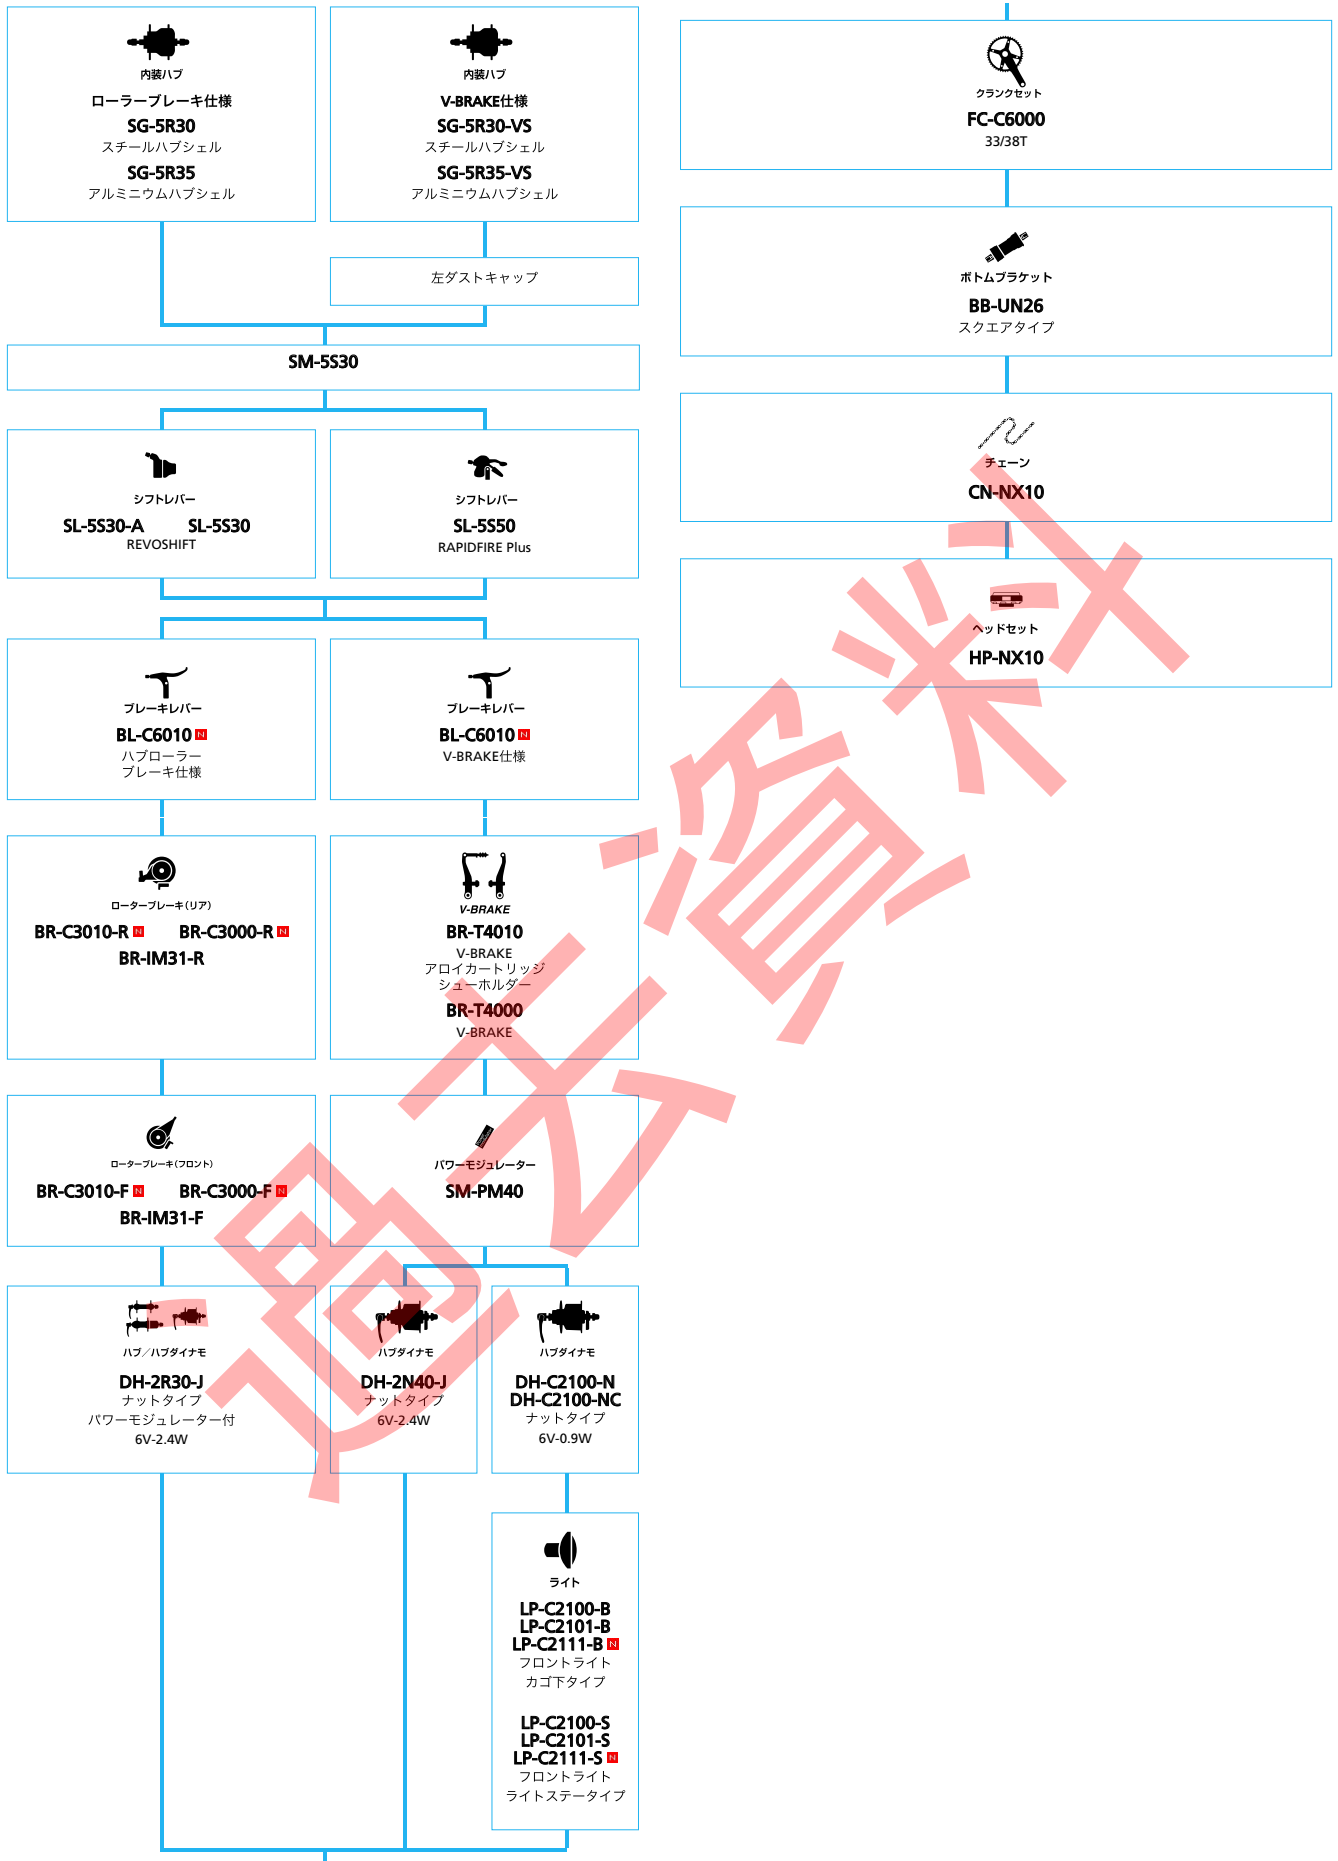 内装ハブ
ローラーブレーキ仕様
SG-5R30
スチールハブシェル
SG-5R35
アルミニウムハブシェル
内装ハブ
V-BRAKE仕様
SG-5R30-VS
スチールハブシェル
SG-5R35-VS
アルミニウムハブシェル
左ダストキャップ
SM-5S30
シフトレバー
SL-5S30-A SL-5S30
REVOSHIFT
シフトレバー
SL-5S50
RAPIDFIRE Plus
ブレーキレバー
BL-C6010 N
ハブローラー
ブレーキ仕様
ブレーキレバー
BL-C6010 N
V-BRAKE仕様
ローターブレーキ(リア)
BR-C3010-R N BR-C3000-R N
BR-IM31-R
V-BRAKE
BR-T4010
V-BRAKE
アロイカートリッジ
シューホルダー
BR-T4000
V-BRAKE
ローターブレーキ(フロント)
BR-C3010-F N BR-C3000-F N
BR-IM31-F
パワーモジュレーター
SM-PM40
ハブ／ハブダイナモ
DH-2R30-J
ナットタイプ
パワーモジュレーター付
6V-2.4W
ハブダイナモ
DH-2N40-J
ナットタイプ
6V-2.4W
ハブダイナモ
DH-C2100-N
DH-C2100-NC
ナットタイプ
6V-0.9W
ライト
LP-C2100-B
LP-C2101-B
LP-C2111-B N
フロントライト
カゴ下タイプ
LP-C2100-S
LP-C2101-S
LP-C2111-S N
フロントライト
ライトステータイプ
クランクセット
FC-C6000
33/38T
ボトムブラケット
BB-UN26
スクエアタイプ
チェーン
CN-NX10
ヘッドセット
HP-NX10
過去資料